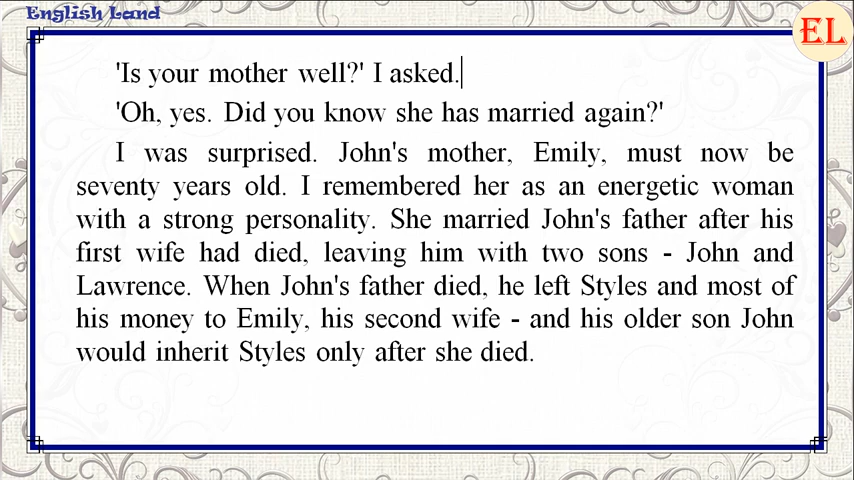 English Land
EL
'Is your mother well?' I asked.
'Oh, yes. Did you know she has married again?'
I was surprised. John's mother, Emily, must now be
seventy years old. I remembered her as an energetic woman
with a strong personality. She married John's father after his
first wife had died, leaving him with two sons - John and
Lawrence. When John's father died, he left Styles and most of
his money to Emily, his second wife - and his older son John
would inherit Styles only after she died.